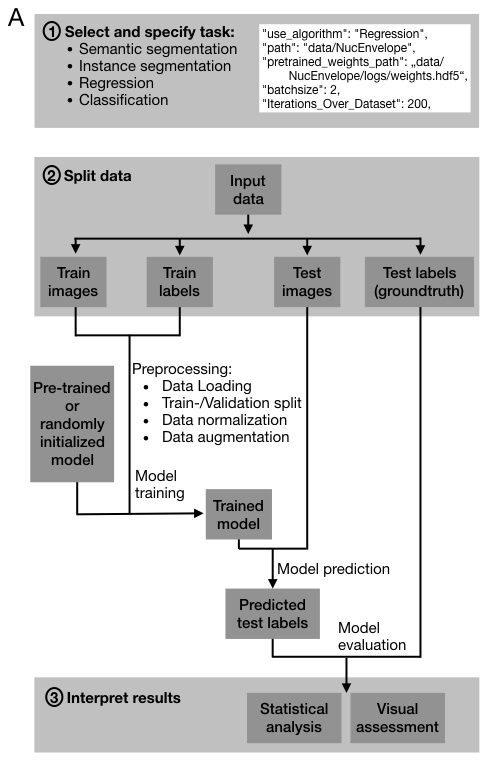 A
1 Select and specify task:
• Semantic segmentation
• Instance segmentation
• Regression
• Classification
"use_algorithm": "Regression",
"path": "data/NucEnvelope",
"pretrained_weights_path": „data/
NucEnvelope/logs/weights.hdf5“,
"batchsize": 2,
"Iterations_Over_Dataset": 200,
2 Split data
Input
data
Train
images
Train
labels
Test
images
Test labels
(groundtruth)
Preprocessing:
• Data Loading
• Train-/Validation split
• Data normalization
• Data augmentation
Pre-trained
or
randomly
initialized
model
Model
training
Trained
model
Model prediction
Predicted
test labels
Model
evaluation
3 Interpret results
Statistical
analysis
Visual
assessment